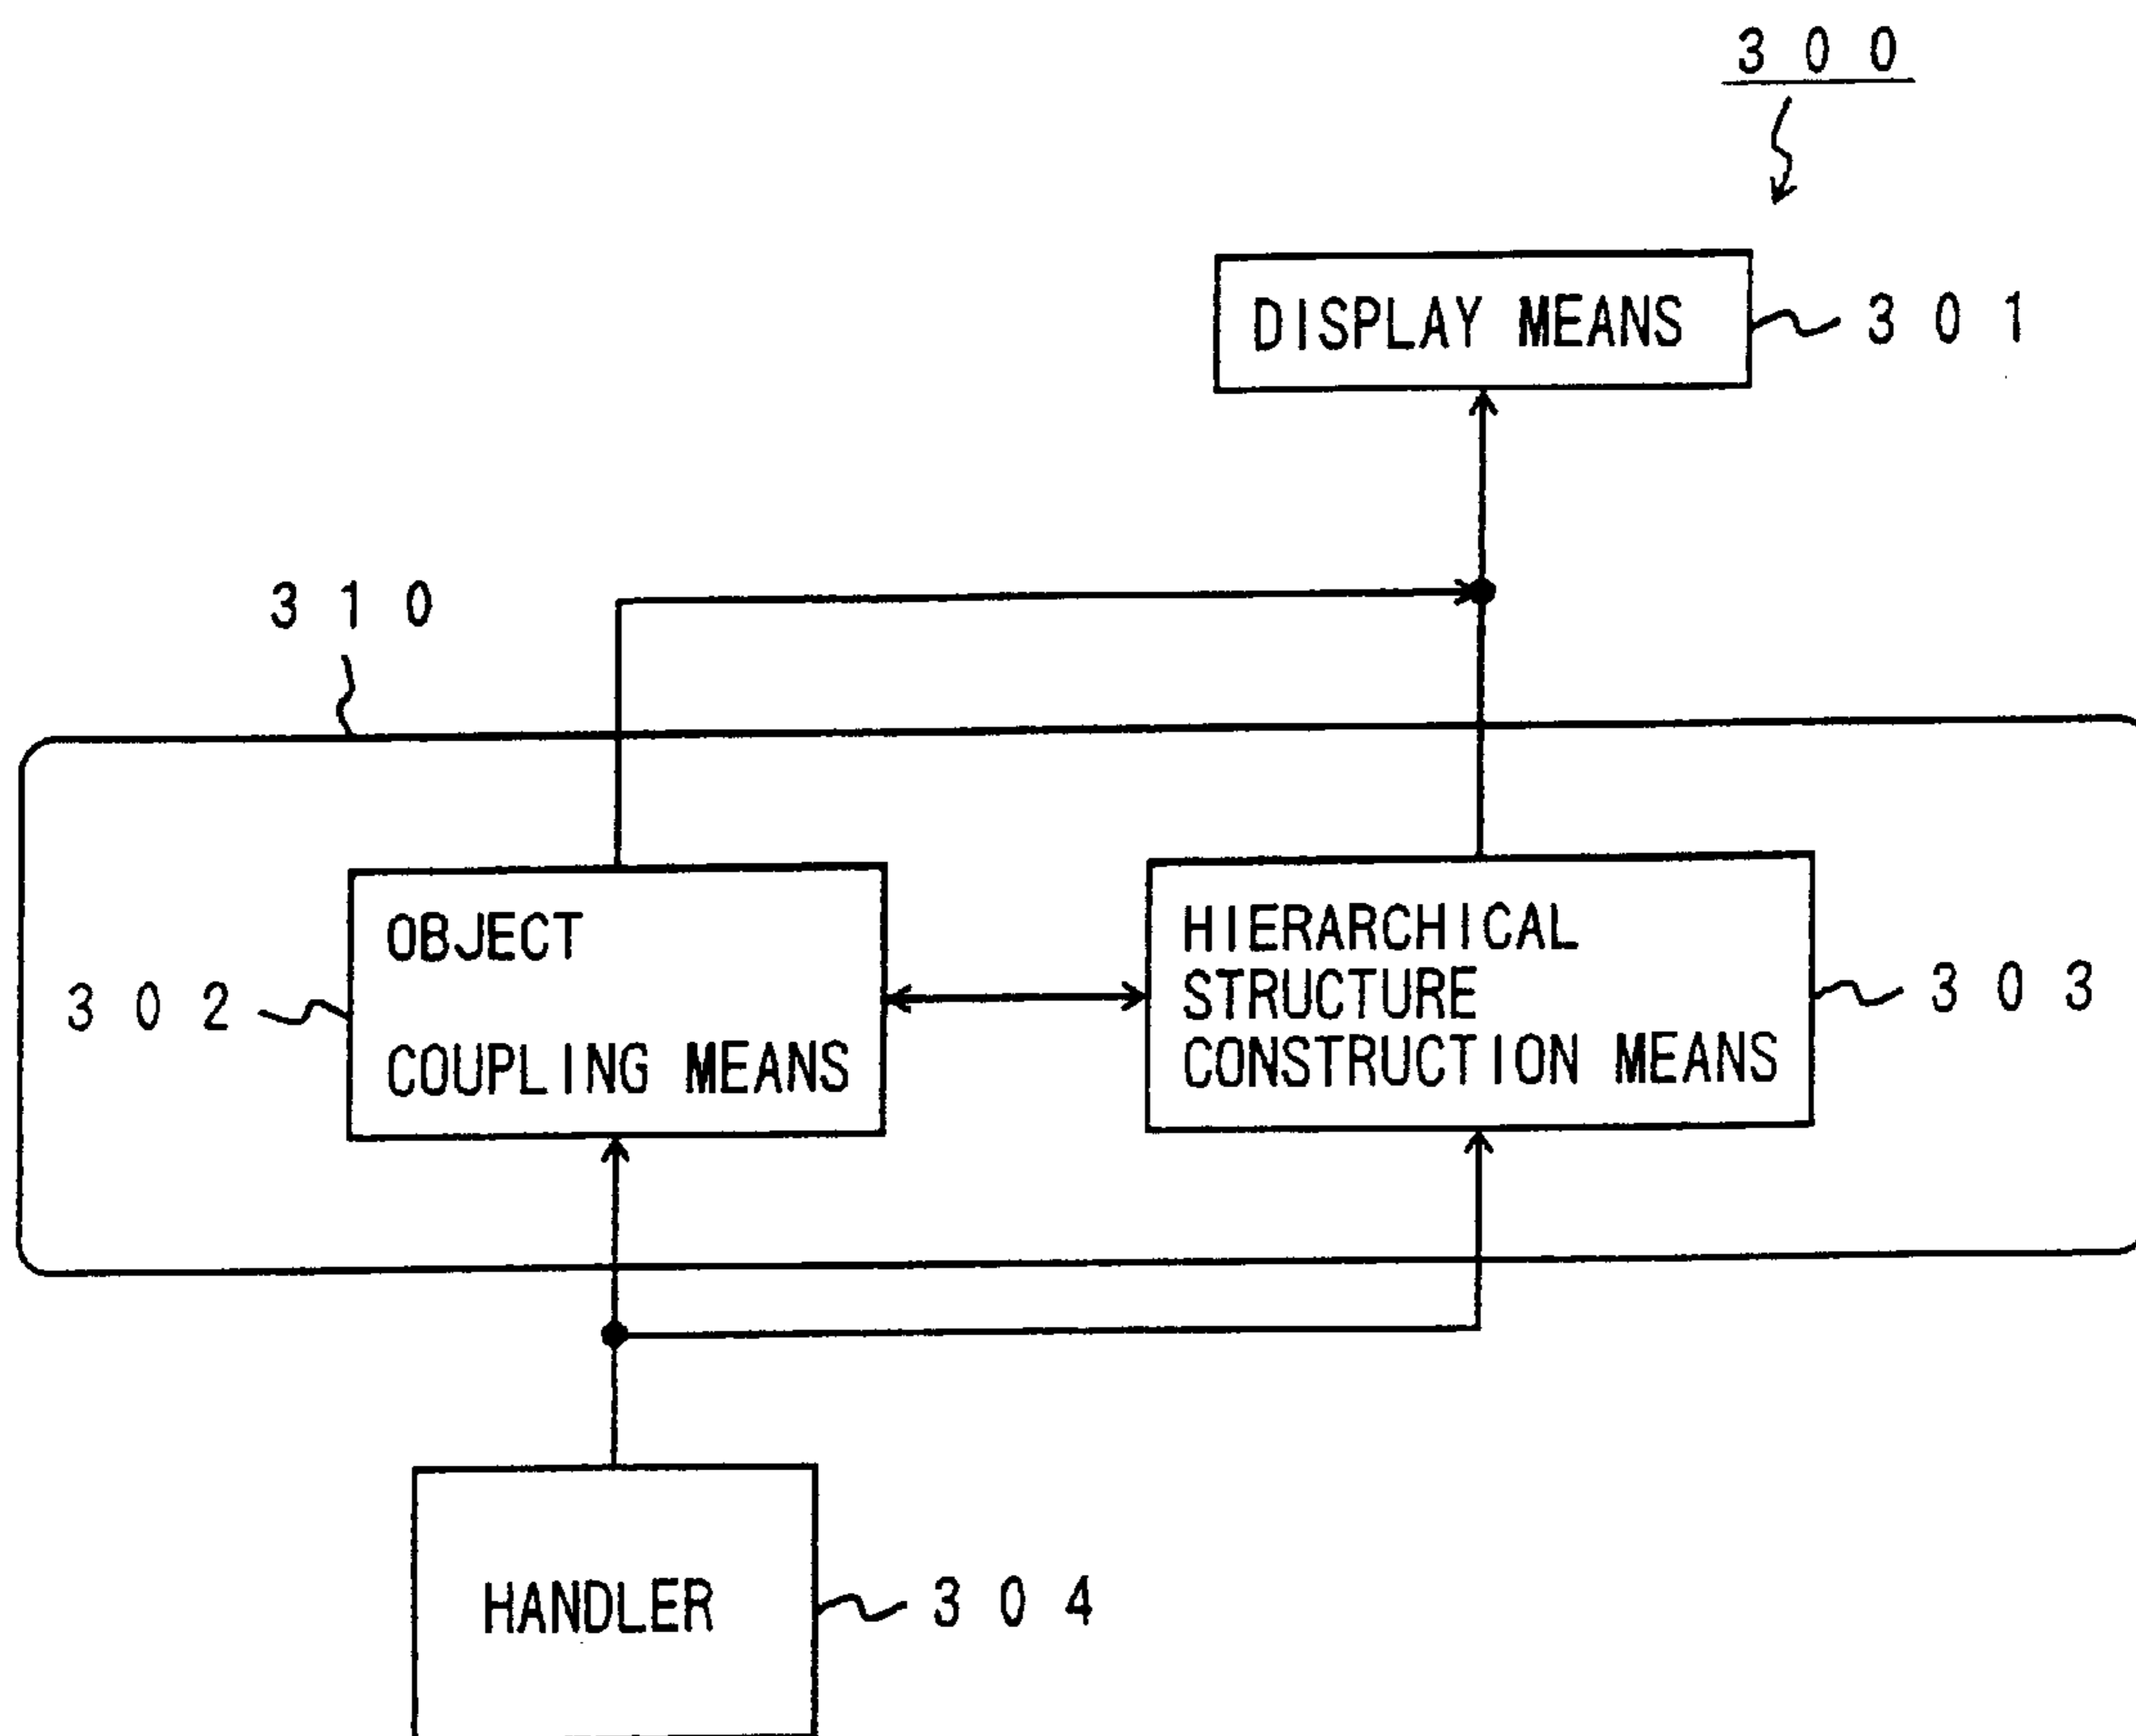 3 0 0
DISPLAY MEANS
3 0 1
3 1 0
OBJECT
COUPLING MEANS
3 0 2
HIERARCHICAL
STRUCTURE
CONSTRUCTION MEANS
3 0 3
HANDLER
3 0 4